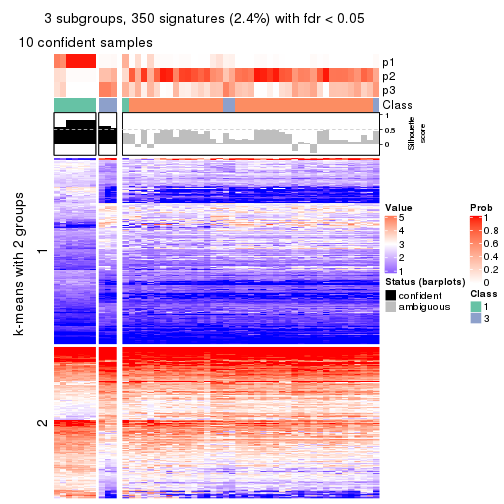 3 subgroups, 350 signatures (2.4%) with fdr < 0.05
10 confident samples
p1
p2
p3
Class
1
0.5
0
Silhouette
score
k-means with 2 groups
1
2
Value
5
4
3
2
1
Status (barplots)
confident
ambiguous
Prob
1
0.8
0.6
0.4
0.2
0
Class
1
3